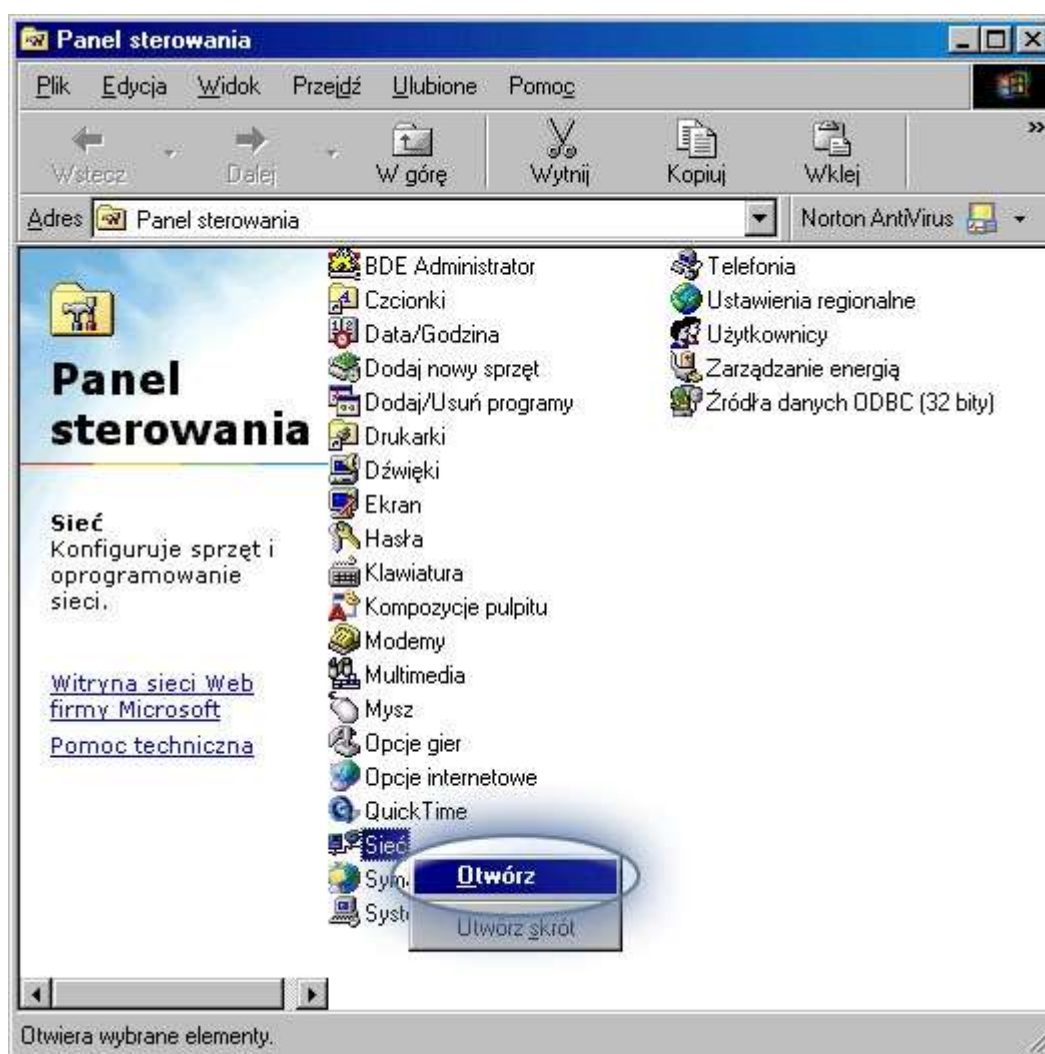 Panel sterowania
Plik Edycja Widok Przejdź Ulubione Pomoc
Wstecz Dalej W górę Wytnij Kopiuj Wklej
Adres Panel sterowania Norton AntiVirus
Panel
sterowania
Sieć
Konfiguruje sprzęt i
oprogramowanie
sieci.
Witryna sieci Web
firmy Microsoft
Pomoc techniczna
BDE Administrator
Czcionki
Data/Godzina
Dodaj nowy sprzęt
Dodaj/Usuń programy
Drukarki
Dźwięki
Ekran
Hasła
Klawiatura
Kompozycje pulpitu
Modemy
Multimedia
Mysz
Opcje gier
Opcje internetowe
QuickTime
Sieć
Otwórz
Utwórz skrót
Telefonia
Ustawienia regionalne
Użytkownicy
Zarządzanie energią
Źródła danych ODBC (32 bity)
Otwiera wybrane elementy.